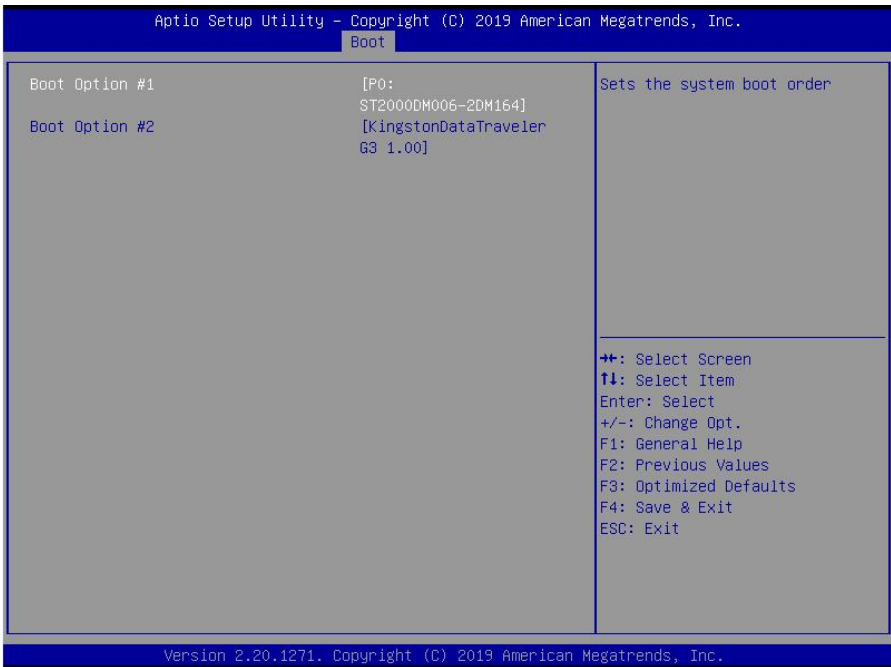 Aptio Setup Utility – Copyright (C) 2019 American Megatrends, Inc.
Boot
Boot Option #1 [P0: ST2000DM006-2DM164]
Boot Option #2 [KingstonDataTraveler G3 1.00]
Sets the system boot order
→←: Select Screen
↑↓: Select Item
Enter: Select
+/-: Change Opt.
F1: General Help
F2: Previous Values
F3: Optimized Defaults
F4: Save & Exit
ESC: Exit
Version 2.20.1271. Copyright (C) 2019 American Megatrends, Inc.